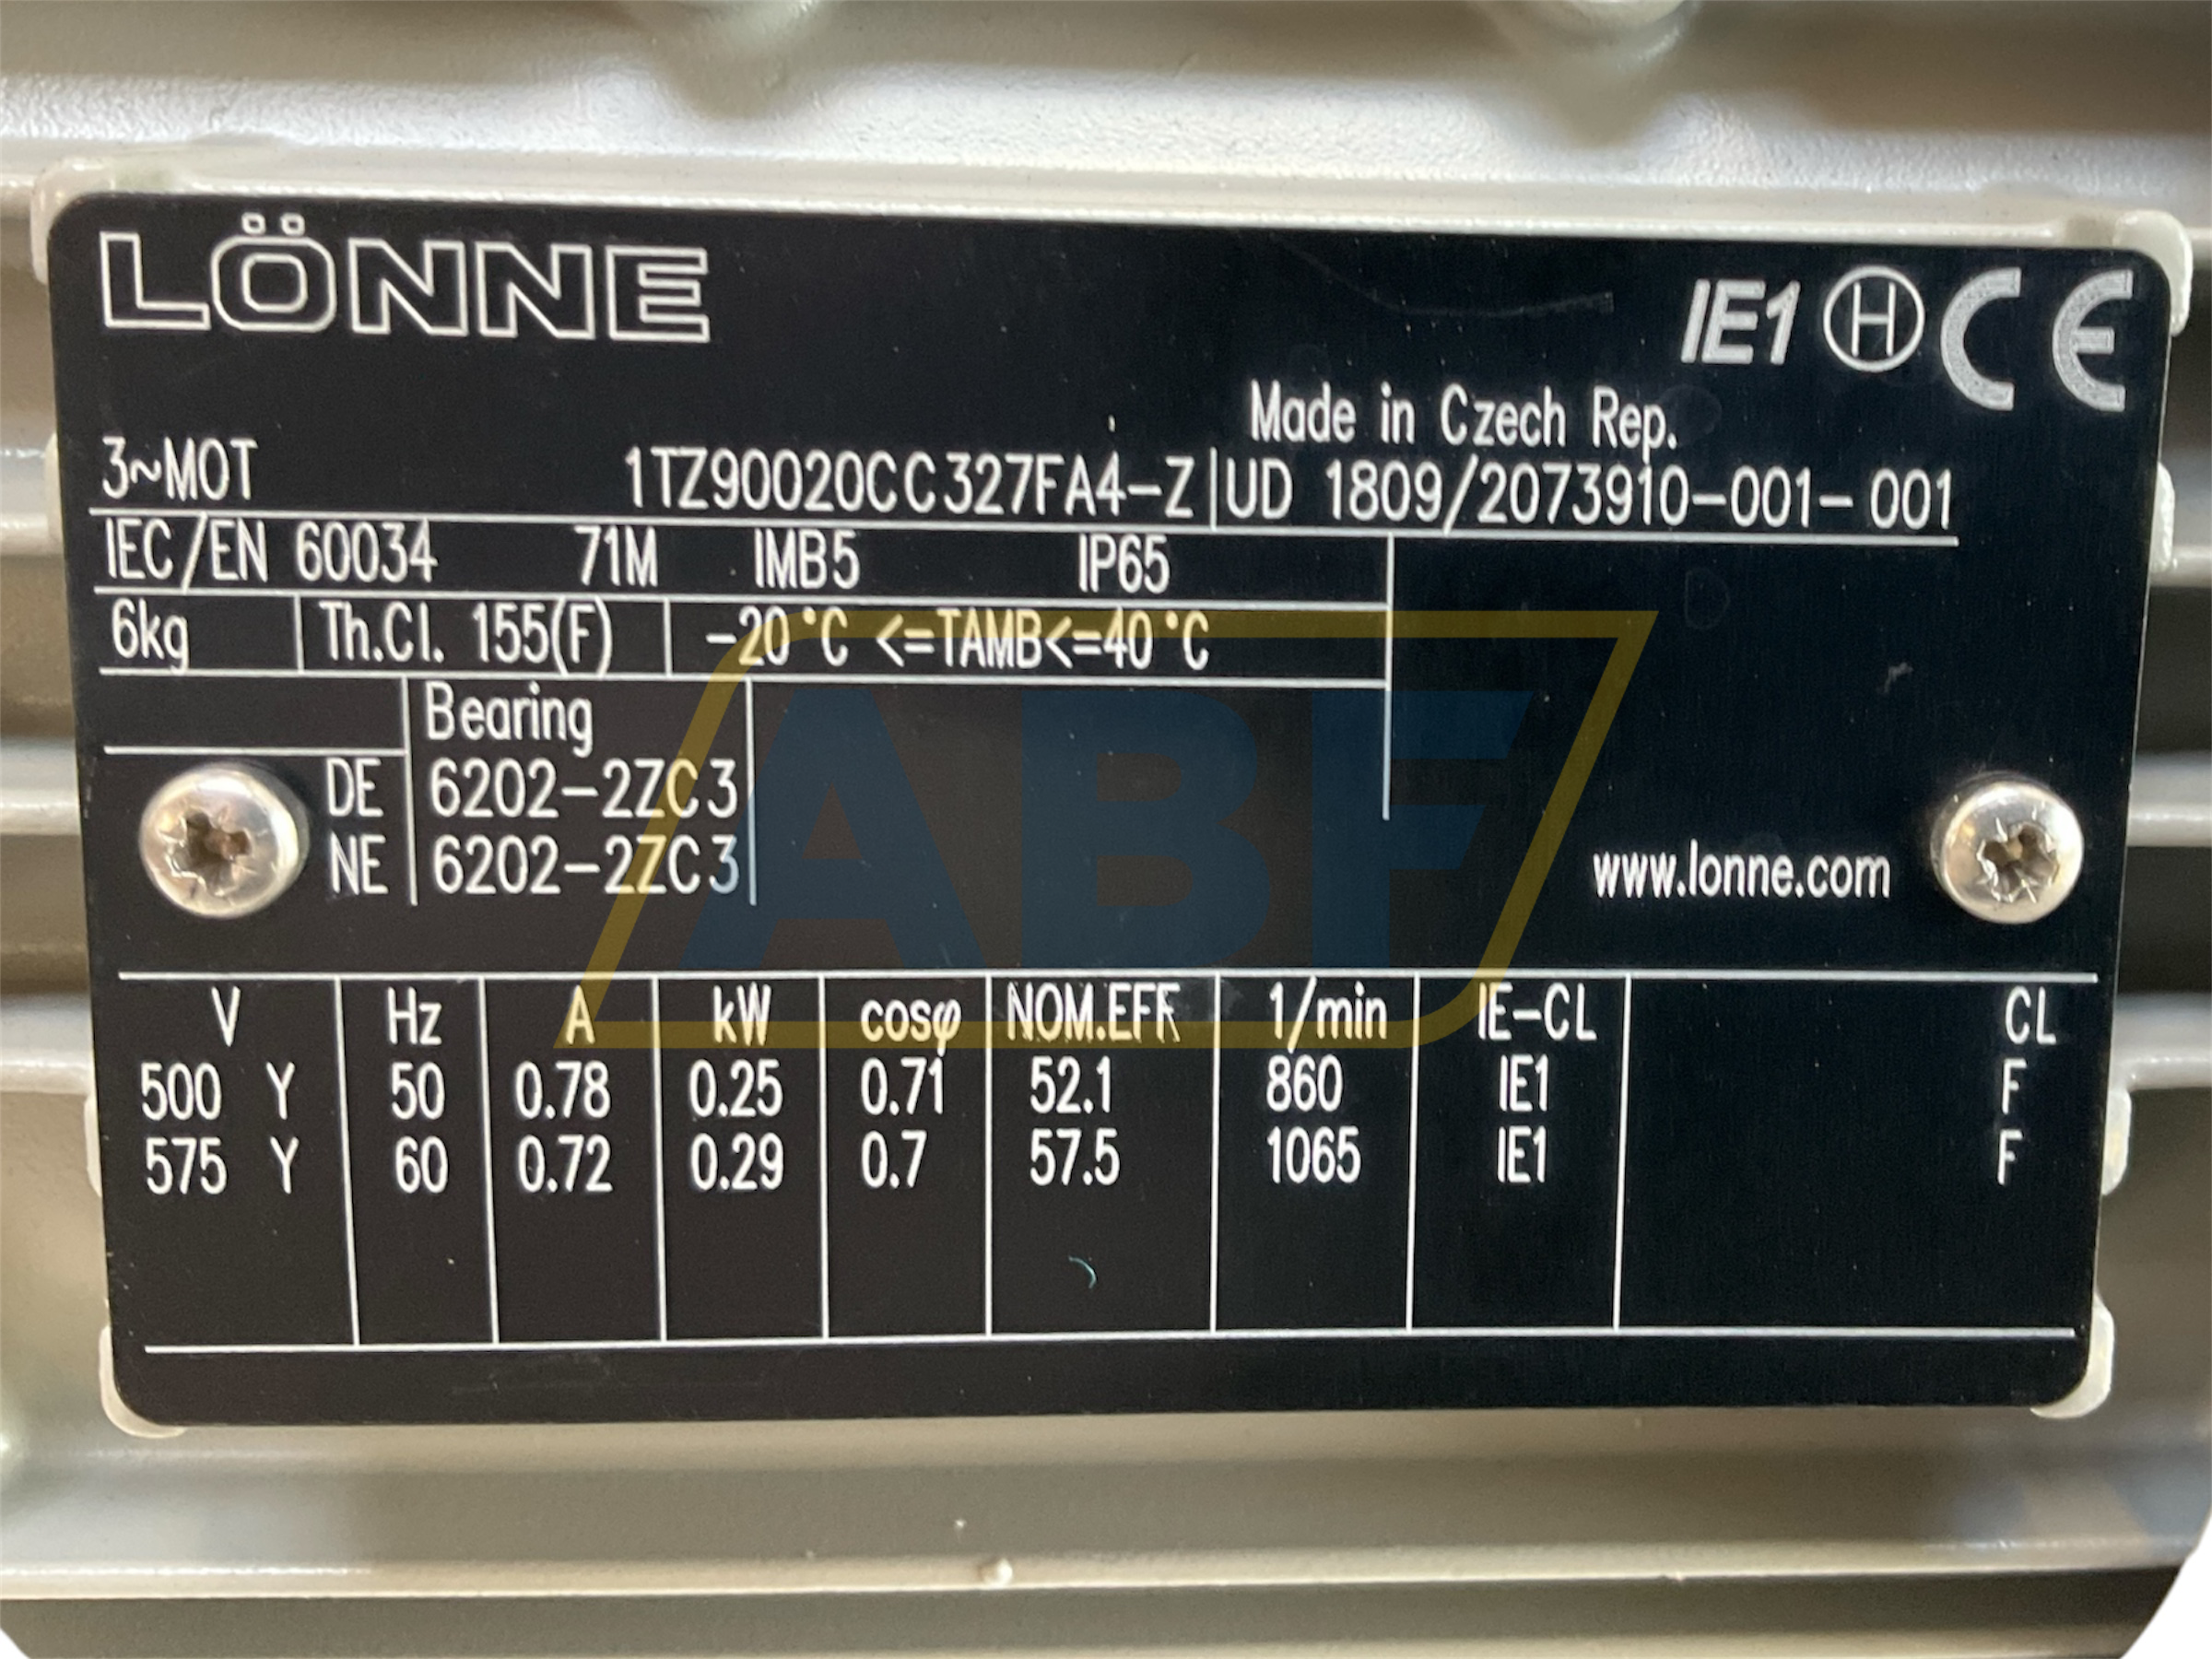 LÖNNE
IE1 H CE
Made in Czech Rep.
3~MOT 1TZ90020CC327FA4-Z UD 1809/2073910-001-001
IEC/EN 60034 71M IMB5 IP65
6kg Th.Cl. 155(F) -20°C <=TAMB<=40°C
Bearing
DE 6202-2ZC3
NE 6202-2ZC3
ABF
www.lonne.com
V Hz A kW cosφ NOM.EFF 1/min IE-CL CL
500 Y 50 0.78 0.25 0.71 52.1 860 IE1 F
575 Y 60 0.72 0.29 0.7 57.5 1065 IE1 F